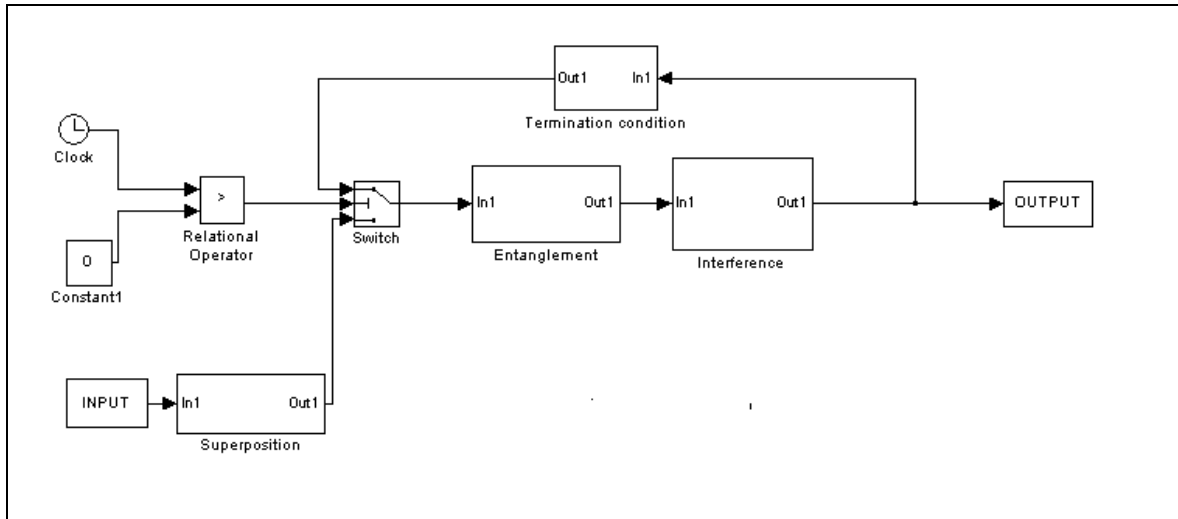 Out1 In1
Termination condition
Clock
>
Relational
Operator
Switch
In1 Out1
Entanglement
In1 Out1
Interference
OUTPUT
0
Constant1
INPUT
In1 Out1
Superposition